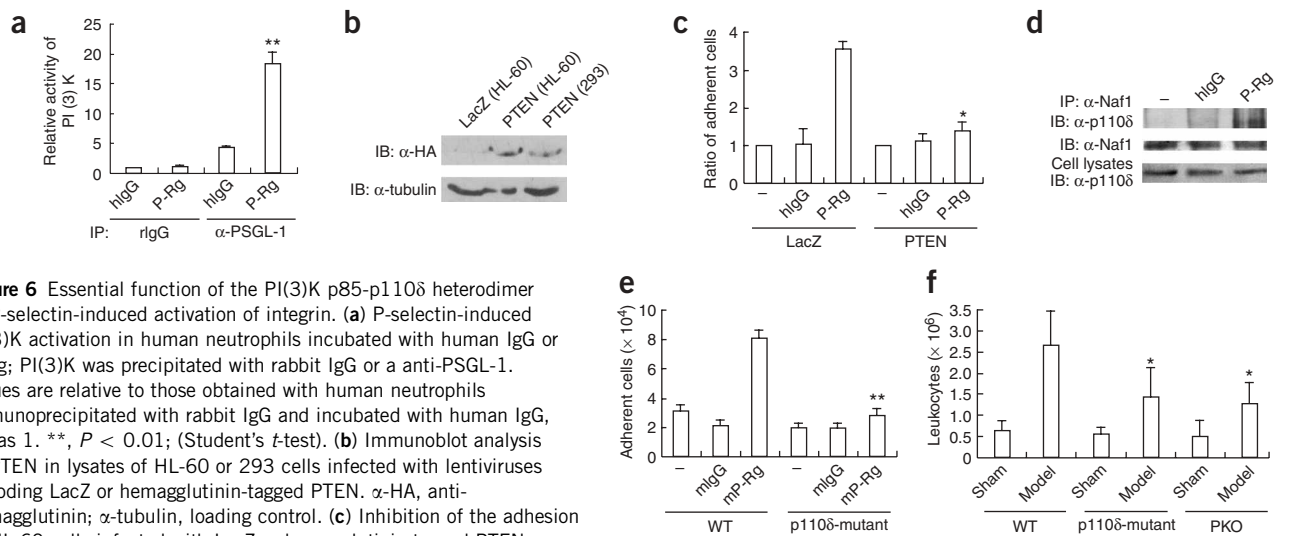 a
25
20
15
10
5
0
Relative activity of
PI (3) K
**
hIgG
P-Rg
hIgG
P-Rg
IP:
rIgG
α-PSGL-1
b
LacZ (HL-60)
PTEN (HL-60)
PTEN (293)
IB: α-HA
IB: α-tubulin
c
4
3
2
1
0
Ratio of adherent cells
*
–
hIgG
P-Rg
–
hIgG
P-Rg
LacZ
PTEN
d
–
hIgG
P-Rg
IP: α-Naf1
IB: α-p110δ
IB: α-Naf1
Cell lysates
IB: α-p110δ
6 Essential function of the PI(3)K p85-p110δ heterodimer
-selectin-induced activation of integrin. (a) P-selectin-induced
)K activation in human neutrophils incubated with human IgG or
g; PI(3)K was precipitated with rabbit IgG or a anti-PSGL-1.
es are relative to those obtained with human neutrophils
unoprecipitated with rabbit IgG and incubated with human IgG,
as 1. **, P < 0.01; (Student's t-test). (b) Immunoblot analysis
TEN in lysates of HL-60 or 293 cells infected with lentiviruses
oding LacZ or hemagglutinin-tagged PTEN. α-HA, anti-
agglutinin; α-tubulin, loading control. (c) Inhibition of the adhesion
e
10
8
6
4
2
0
Adherent cells (× 10⁴)
**
–
mIgG
mP-Rg
–
mIgG
mP-Rg
WT
p110δ-mutant
f
3.5
3.0
2.5
2.0
1.5
1.0
0.5
0
Leukocytes (× 10⁶)
*
*
Sham
Model
Sham
Model
Sham
Model
WT
p110δ-mutant
PKO